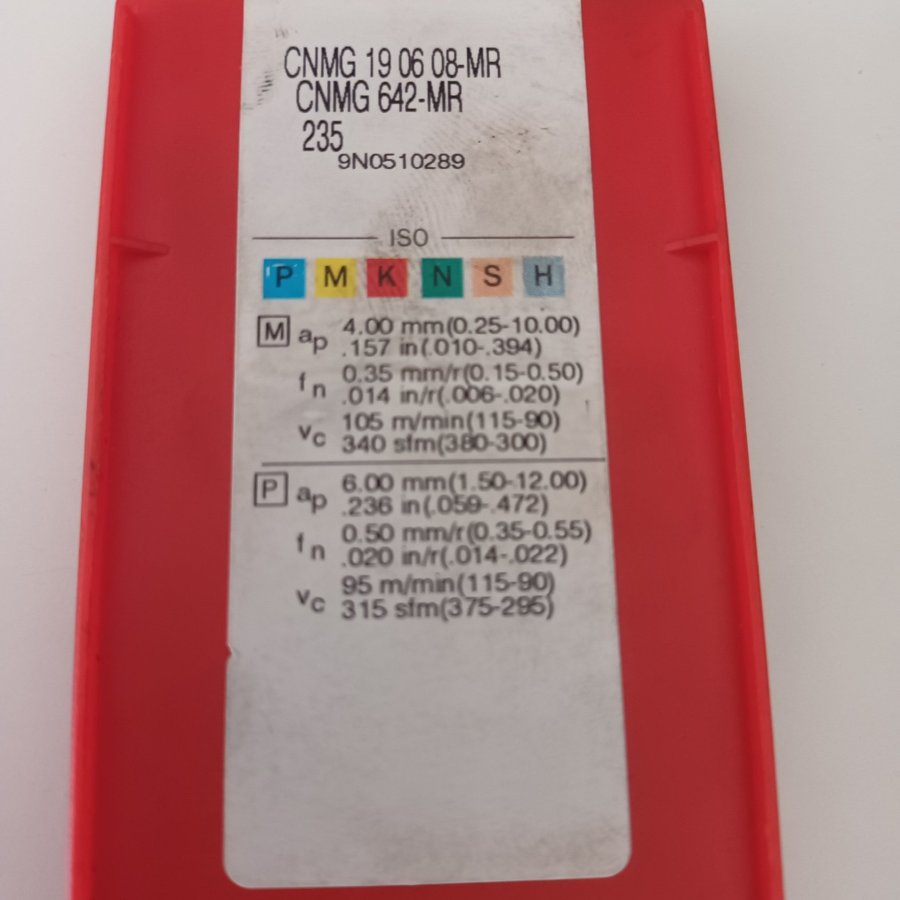 CNMG 19 06 08-MR
CNMG 642-MR
235
9N0510289
ISO
P M K N S H
M ap 4.00 mm(0.25-10.00)
.157 in(.010-.394)
fn 0.35 mm/r(0.15-0.50)
.014 in/r(.006-.020)
vc 105 m/min(115-90)
340 sfm(380-300)
P ap 6.00 mm(1.50-12.00)
.236 in(.059-.472)
fn 0.50 mm/r(0.35-0.55)
.020 in/r(.014-.022)
vc 95 m/min(115-90)
315 sfm(375-295)